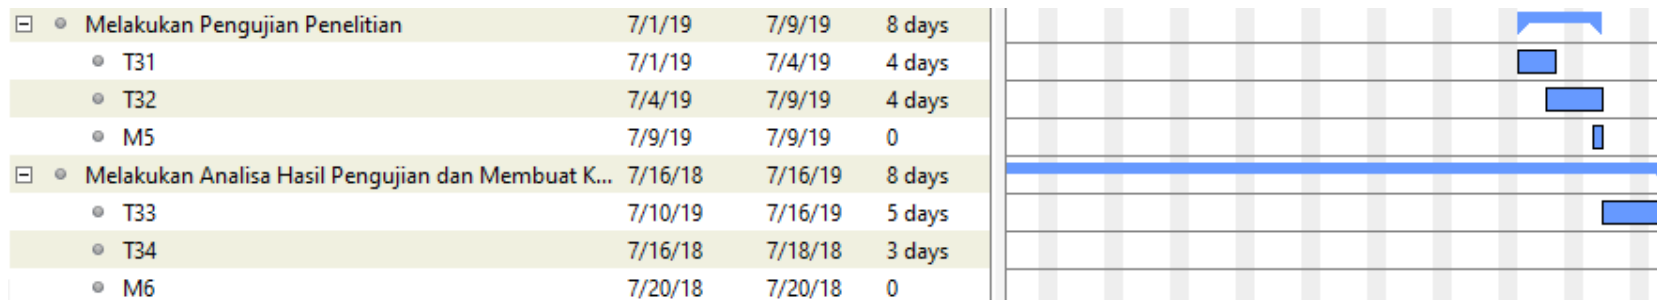 Melakukan Pengujian Penelitian 7/1/19 7/9/19 8 days
T31 7/1/19 7/4/19 4 days
T32 7/4/19 7/9/19 4 days
M5 7/9/19 7/9/19 0
Melakukan Analisa Hasil Pengujian dan Membuat K... 7/16/18 7/16/19 8 days
T33 7/10/19 7/16/19 5 days
T34 7/16/18 7/18/18 3 days
M6 7/20/18 7/20/18 0